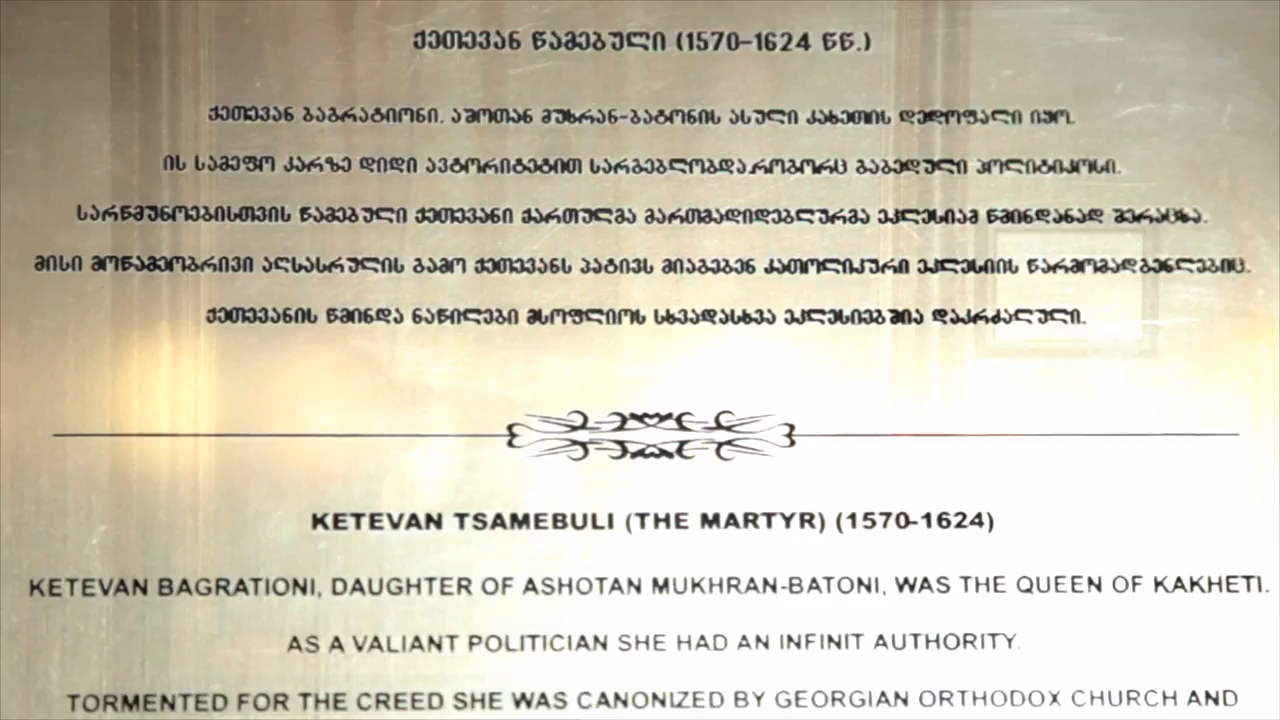 ქეთევან წამებული (1570-1624 წწ.)
ქეთევან ბაგრატიონი. აშოთან მუხრან-ბატონის ასული კახეთის დედოფალი იყო.
ის სამეფო კარზე დიდი ავტორიტეტით სარგებლობდა.როგორც გაბედული პოლიტიკოსი.
სარწმუნოებისთვის წამებული ქეთევანი ქართულმა მართმადიდებლურმა ეკლესიამ წმინდანად შერაცხა.
მისი მოწამეობრივი აღსასრულის გამო ქეთევანს პატივს მიაგებენ კათოლიკური ეკლესიის წარმომადგენლებიც.
ქეთევანის წმინდა ნაწილები მსოფლიოს სხვადასხვა ეკლესიებშია დაკრძალული.
KETEVAN TSAMEBULI (THE MARTYR) (1570-1624)
KETEVAN BAGRATIONI, DAUGHTER OF ASHOTAN MUKHRAN-BATONI, WAS THE QUEEN OF KAKHETI.
AS A VALIANT POLITICIAN SHE HAD AN INFINIT AUTHORITY.
TORMENTED FOR THE CREED SHE WAS CANONIZED BY GEORGIAN ORTHODOX CHURCH AND